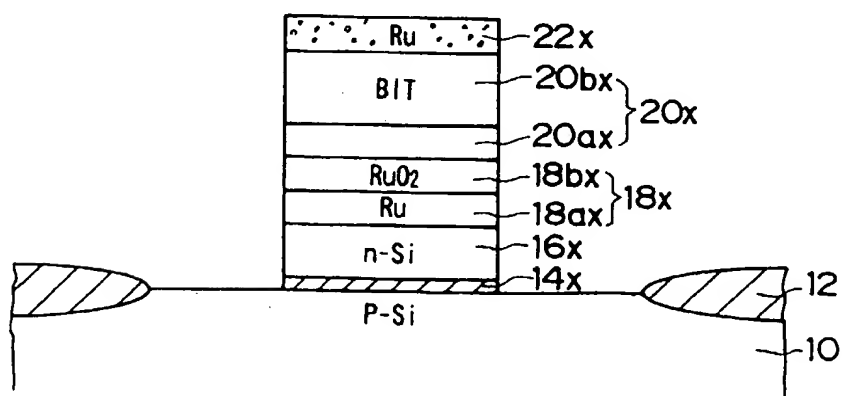 Ru 22x
BIT 20bx
20x
20ax
RuO₂ 18bx
18x
Ru 18ax
n-Si 16x
14x
P-Si
12
10